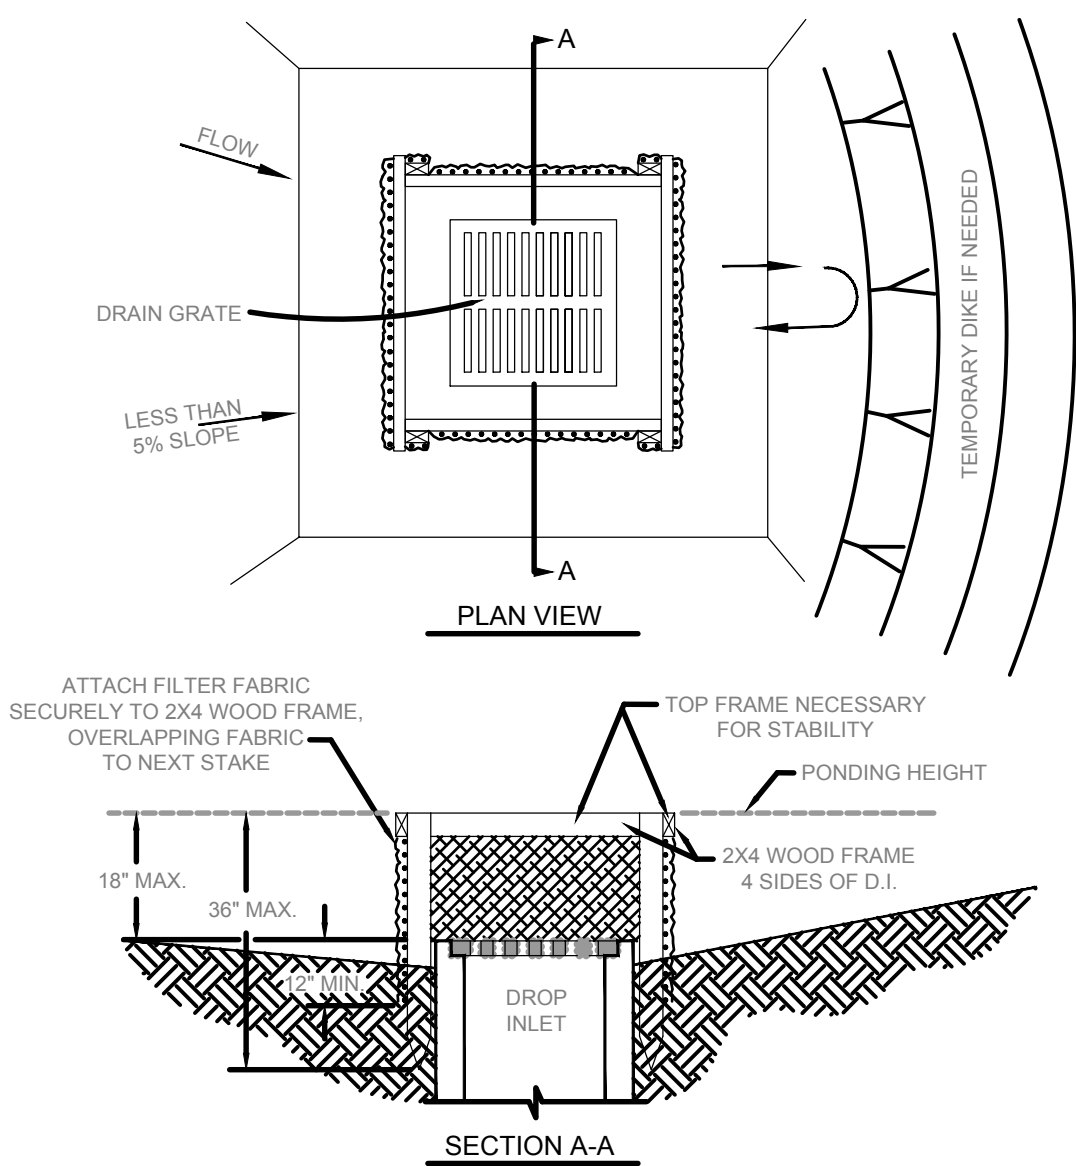 A
FLOW
DRAIN GRATE
LESS THAN
5% SLOPE
TEMPORARY DIKE IF NEEDED
A
PLAN VIEW
ATTACH FILTER FABRIC
SECURELY TO 2X4 WOOD FRAME,
OVERLAPPING FABRIC
TO NEXT STAKE
TOP FRAME NECESSARY
FOR STABILITY
PONDING HEIGHT
2X4 WOOD FRAME
4 SIDES OF D.I.
18" MAX.
36" MAX.
12" MIN.
DROP
INLET
SECTION A-A